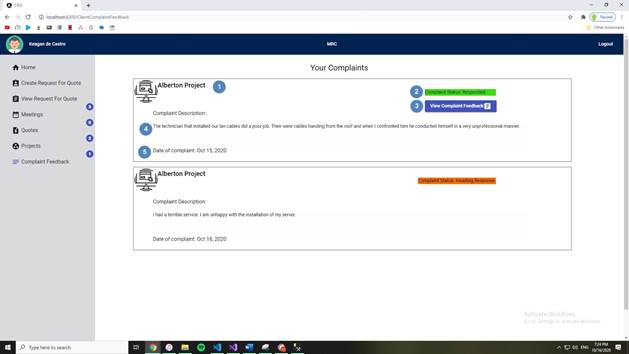 CRS
localhost:4200/ClientComplaintFeedback
Paused
Other bookmarks
Keagan de Castro
MRC
Logout
Home
Create Request For Quote
View Request For Quote
Meetings
Quotes
Projects
Complaint Feedback
Your Complaints
Alberton Project
1
2
Complaint Status: Responded
3
View Complaint Feedback
Complaint Description:
4
The technician that installed our lan cables did a poor job. Their were cables handing from the roof and when I confronted him he conducted himself in a very unprofessional manner.
5
Date of complaint: Oct 15, 2020
Alberton Project
Complaint Status: Awaiting Response
Complaint Description:
I had a terrible service. I am unhappy with the installation of my server.
Date of complaint: Oct 16, 2020
Activate Windows
Go to Settings to activate Windows.
Type here to search
ENG
7:24 PM
10/16/2020